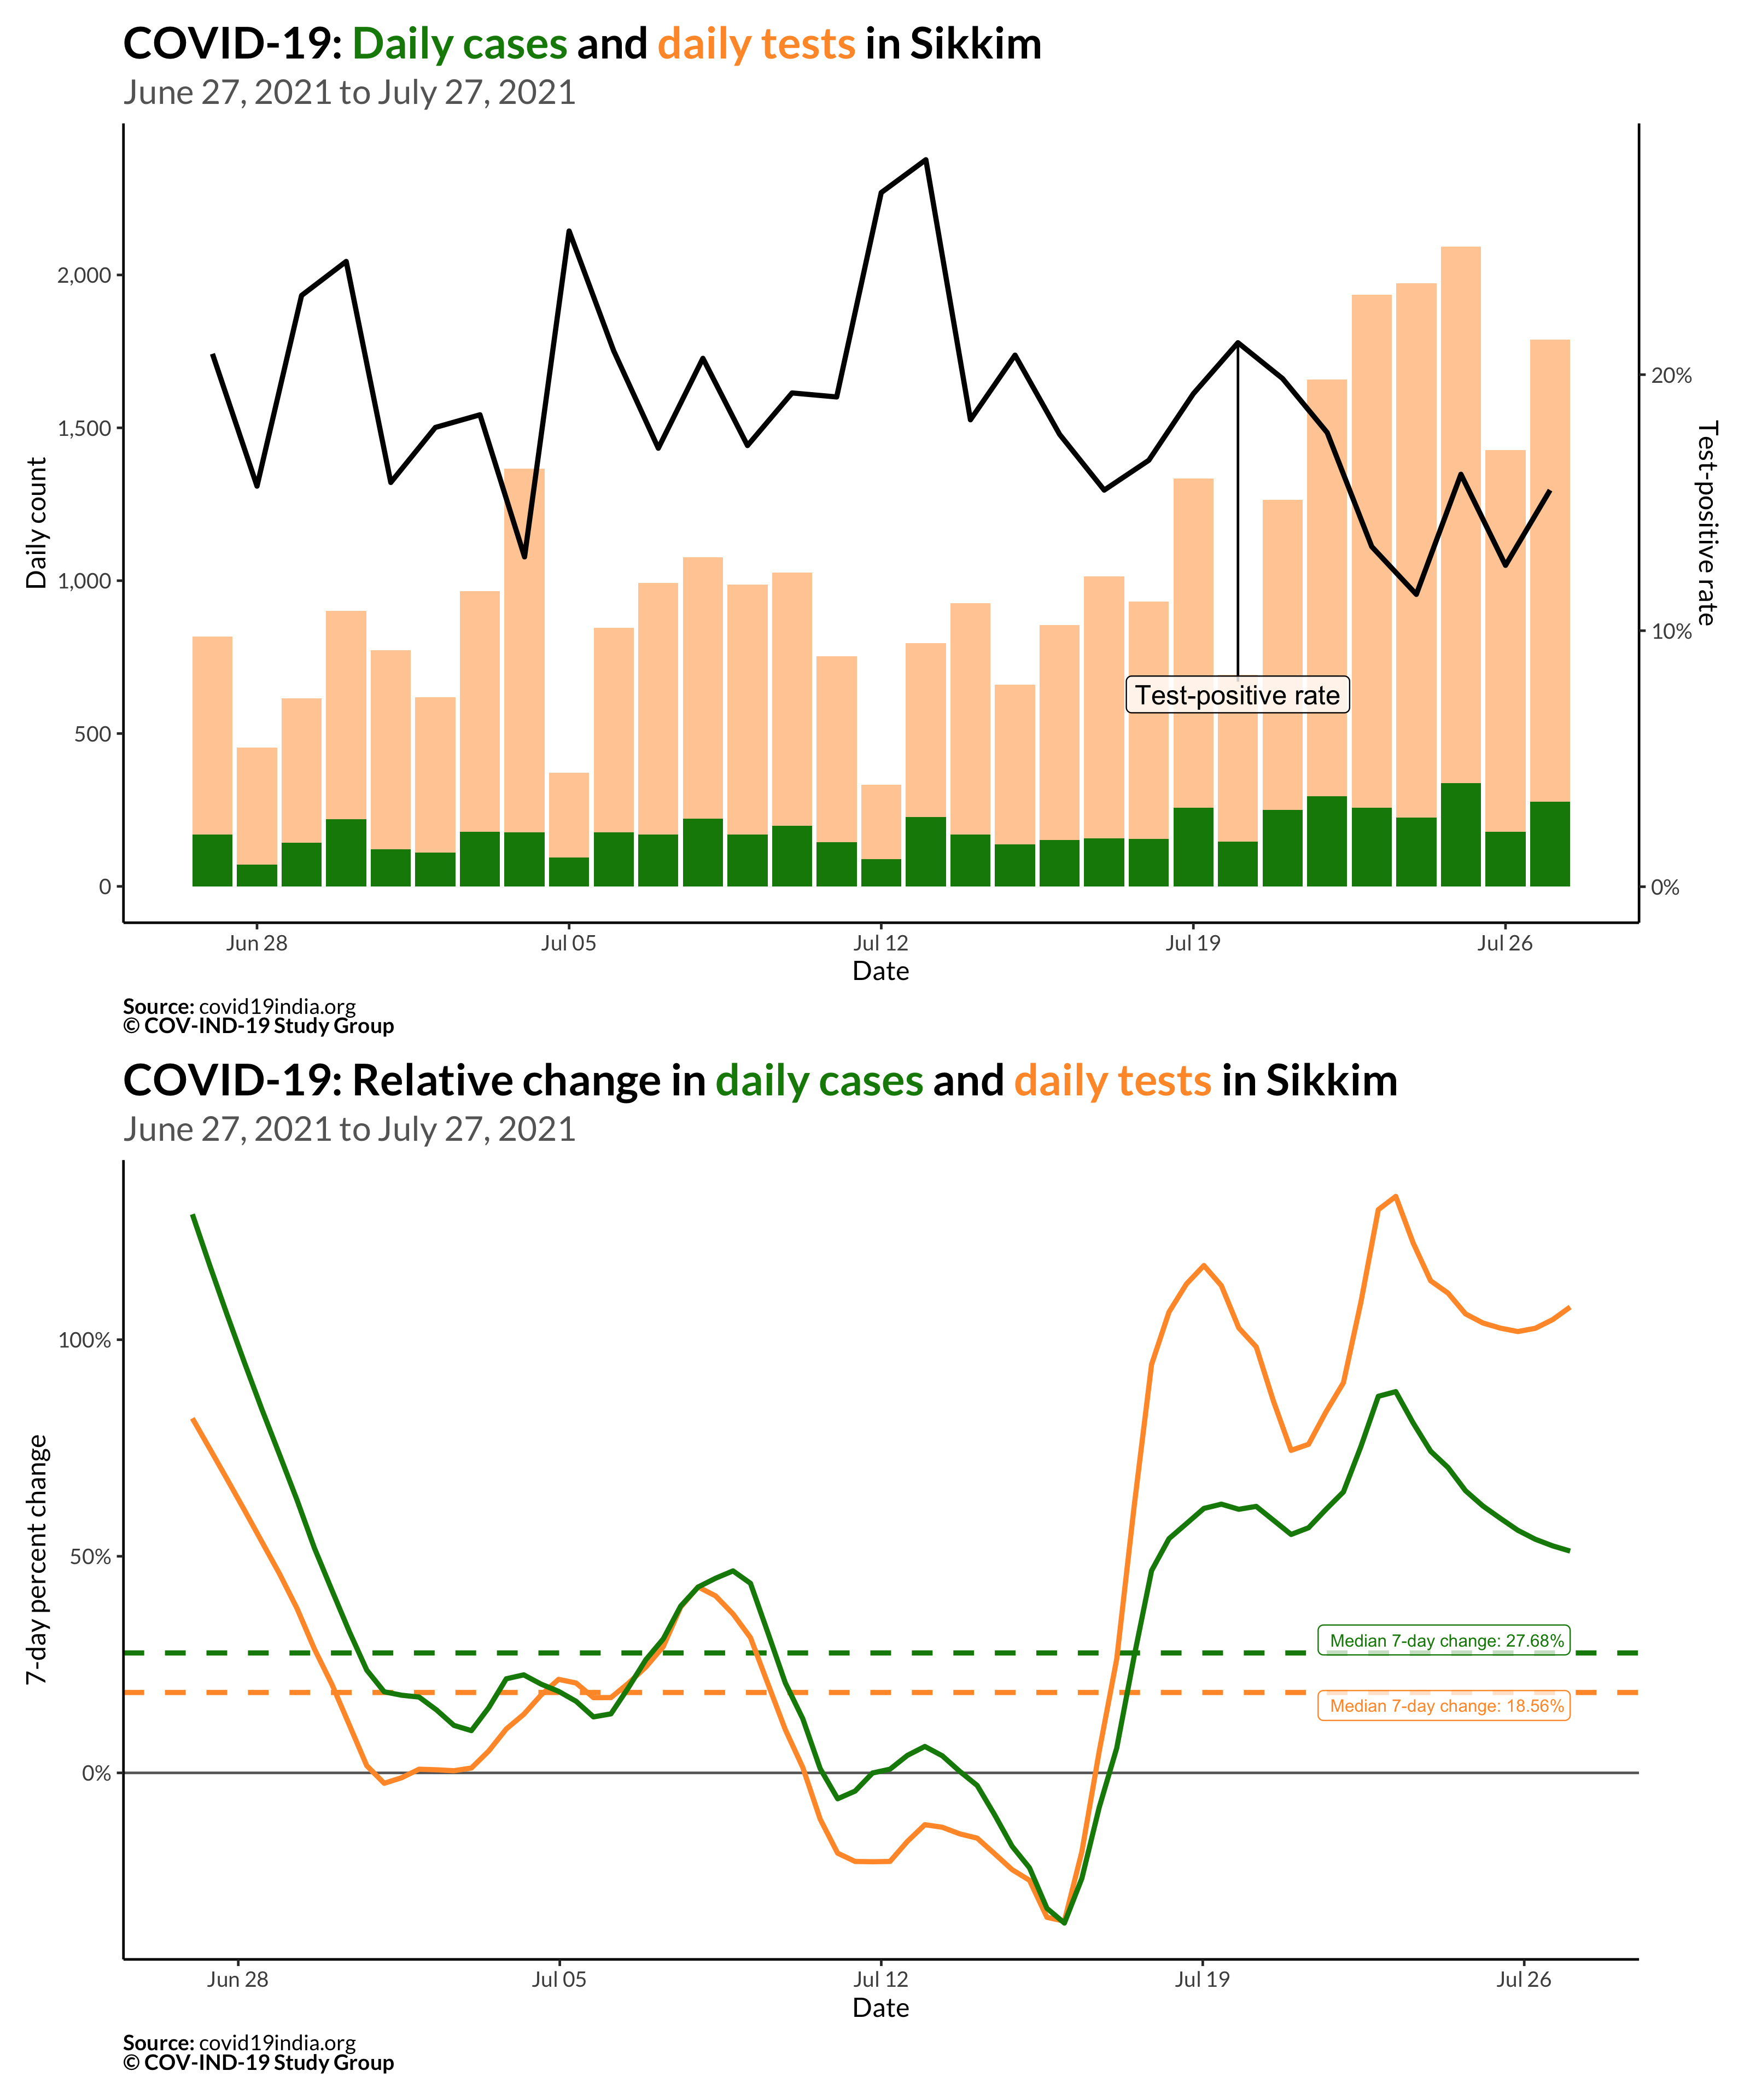 COVID-19: Daily cases and daily tests in Sikkim
June 27, 2021 to July 27, 2021
Daily count
2,000
1,500
1,000
500
0
20%
10%
0%
Test-positive rate
Test-positive rate
Jun 28
Jul 05
Jul 12
Jul 19
Jul 26
Date
Source: covid19india.org
© COV-IND-19 Study Group
COVID-19: Relative change in daily cases and daily tests in Sikkim
June 27, 2021 to July 27, 2021
7-day percent change
100%
50%
0%
Median 7-day change: 27.68%
Median 7-day change: 18.56%
Jun 28
Jul 05
Jul 12
Jul 19
Jul 26
Date
Source: covid19india.org
© COV-IND-19 Study Group